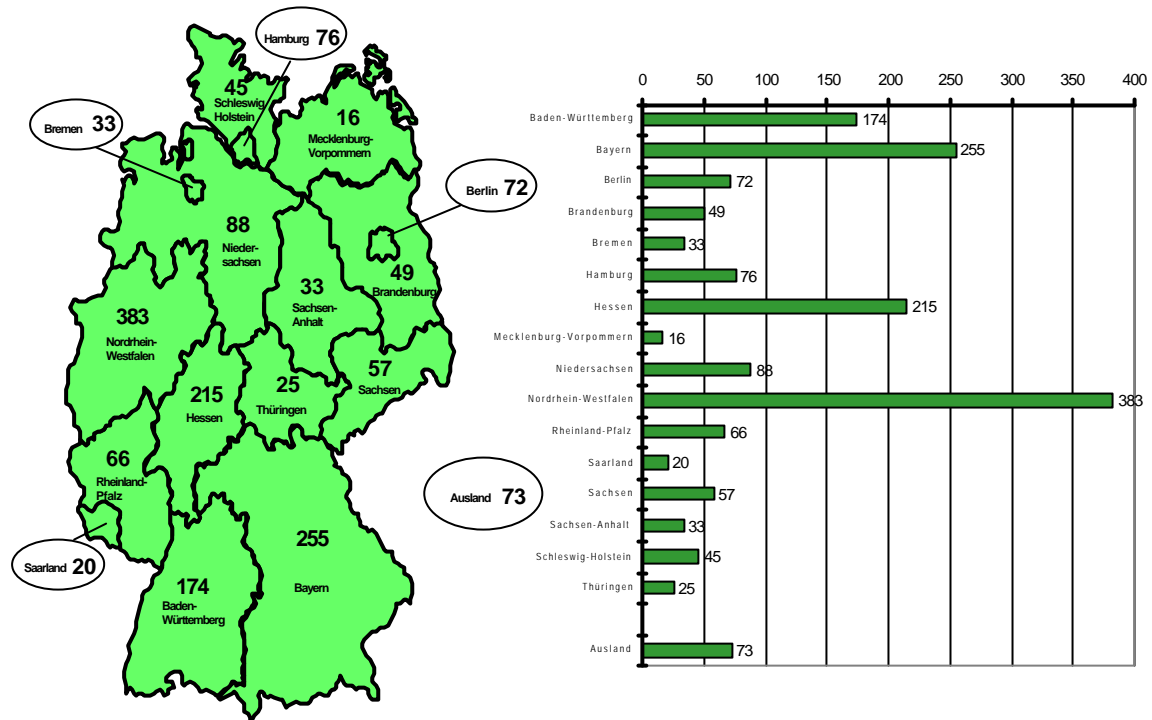 Hamburg 76
45
Schleswig
Holstein
16
Mecklenburg-
Vorpommern
Bremen 33
Berlin 72
88
Nieder-
sachsen
49
Brandenburg
33
Sachsen-
Anhalt
383
Nordrhein-
Westfalen
57
Sachsen
215
Hessen
25
Thüringen
66
Rheinland-
Pfalz
Ausland 73
255
Bayern
Saarland 20
174
Baden-
Württemberg
0 50 100 150 200 250 300 350 400
Baden-Württemberg 174
Bayern 255
Berlin 72
Brandenburg 49
Bremen 33
Hamburg 76
Hessen 215
Mecklenburg-Vorpommern 16
Niedersachsen 88
Nordrhein-Westfalen 383
Rheinland-Pfalz 66
Saarland 20
Sachsen 57
Sachsen-Anhalt 33
Schleswig-Holstein 45
Thüringen 25
Ausland 73